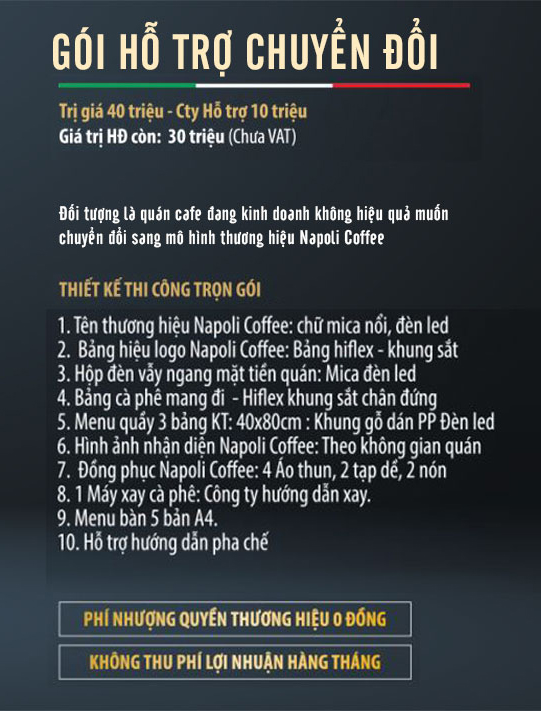 GÓI HỖ TRỢ CHUYỂN ĐỔI
Trị giá 40 triệu - Cty Hỗ trợ 10 triệu
Giá trị HĐ còn: 30 triệu (Chưa VAT)
Đối tượng là quán cafe đang kinh doanh không hiệu quả muốn
chuyển đổi sang mô hình thương hiệu Napoli Coffee
THIẾT KẾ THI CÔNG TRỌN GÓI
1. Tên thương hiệu Napoli Coffee: chữ mica nổi, đèn led
2. Bảng hiệu logo Napoli Coffee: Bảng hiflex - khung sắt
3. Hộp đèn vẫy ngang mặt tiền quán: Mica đèn led
4. Bảng cà phê mang đi - Hiflex khung sắt chân đứng
5. Menu quầy 3 bảng KT: 40x80cm : Khung gỗ dán PP Đèn led
6. Hình ảnh nhận diện Napoli Coffee: Theo không gian quán
7. Đồng phục Napoli Coffee: 4 Áo thun, 2 tạp dề, 2 nón
8. 1 Máy xay cà phê: Công ty hướng dẫn xay.
9. Menu bàn 5 bản A4.
10. Hỗ trợ hướng dẫn pha chế
PHÍ NHƯỢNG QUYỀN THƯƠNG HIỆU 0 ĐỒNG
KHÔNG THU PHÍ LỢI NHUẬN HÀNG THÁNG